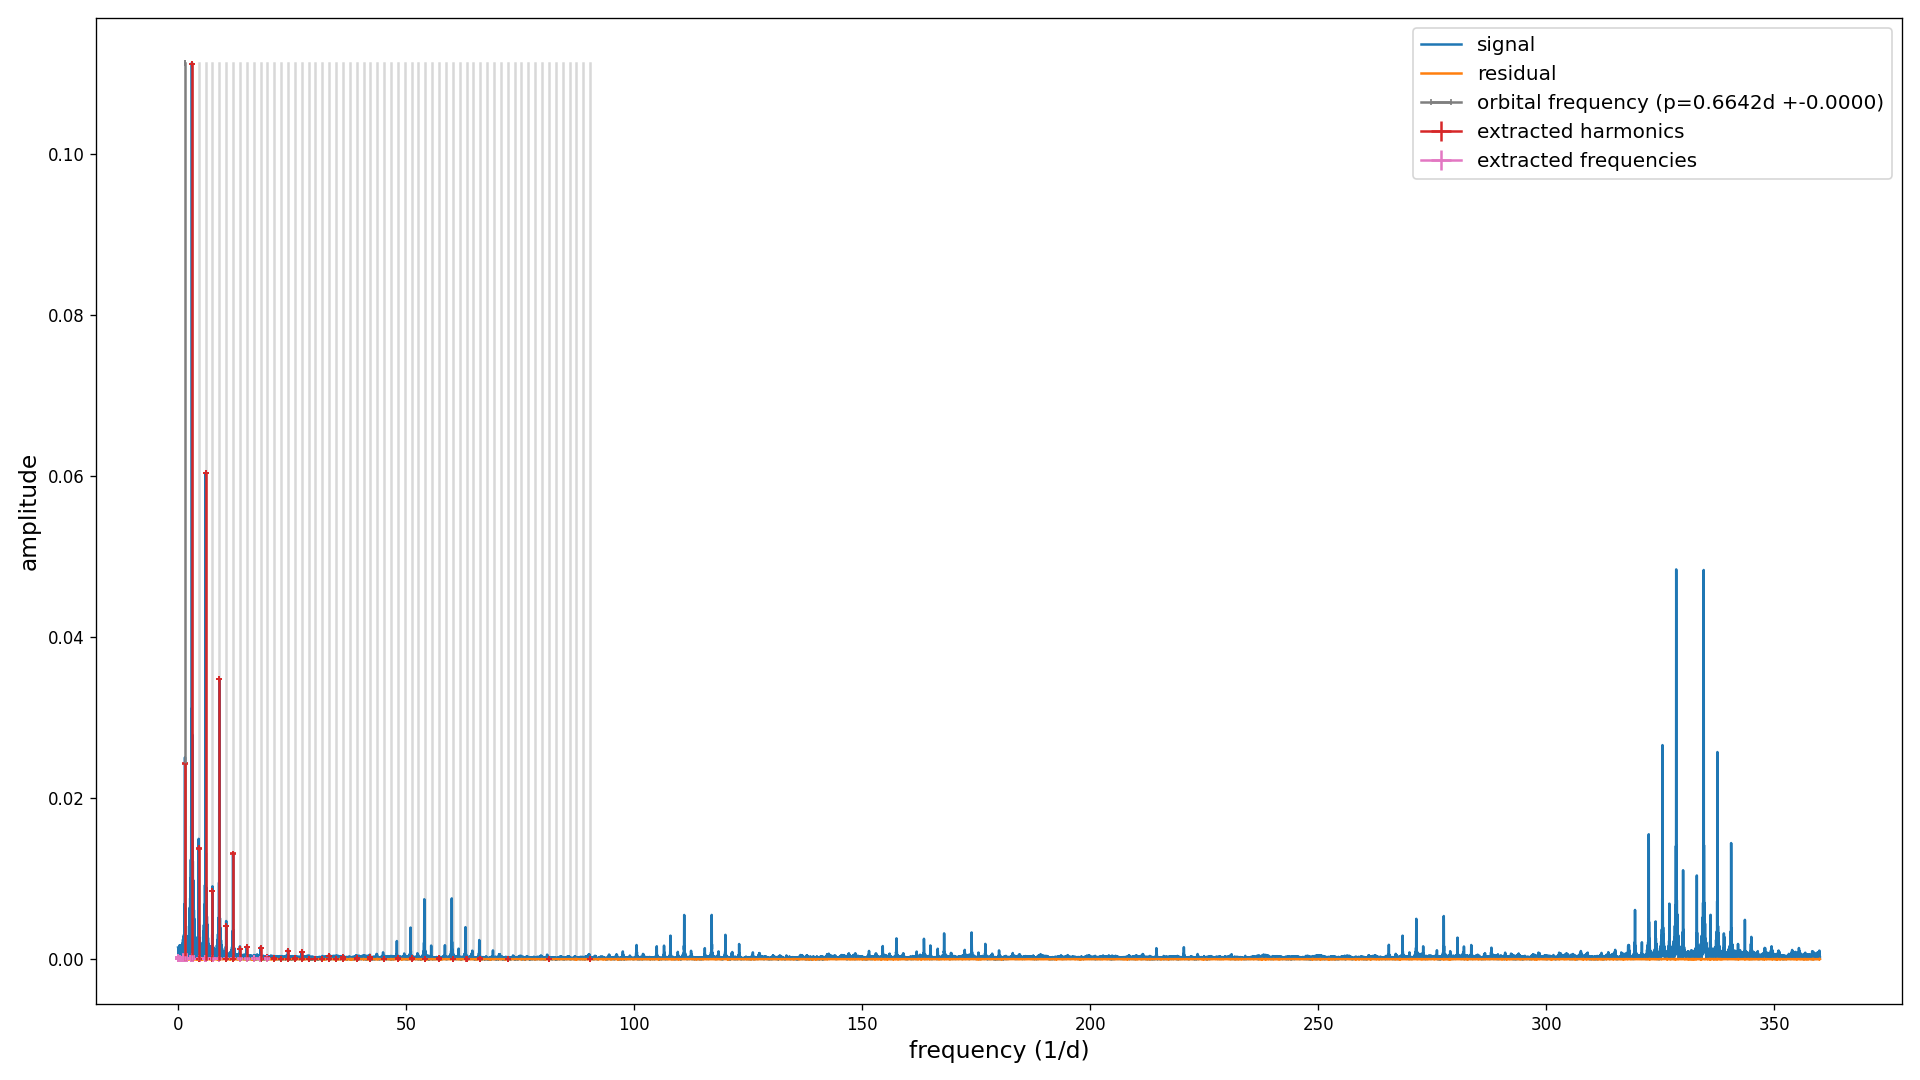 signal
residual
orbital frequency (p=0.6642d +-0.0000)
extracted harmonics
extracted frequencies
0.10
0.08
0.06
0.04
0.02
0.00
amplitude
0 50 100 150 200 250 300 350
frequency (1/d)